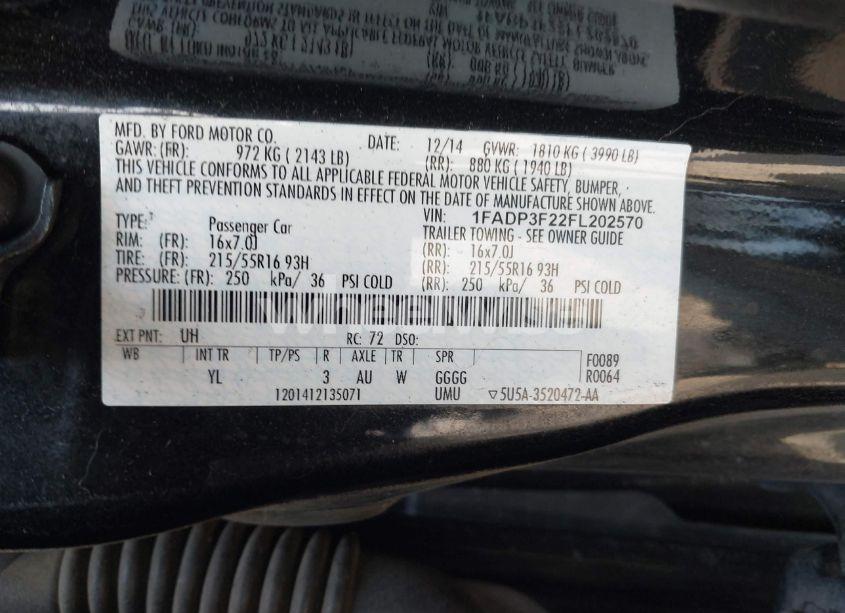 MFD. BY FORD MOTOR CO. DATE: 12/14 GVWR: 1810 KG ( 3990 LB)
GAWR: (FR): 972 KG ( 2143 LB) (RR): 880 KG ( 1940 LB)
THIS VEHICLE CONFORMS TO ALL APPLICABLE FEDERAL MOTOR VEHICLE SAFETY, BUMPER,
AND THEFT PREVENTION STANDARDS IN EFFECT ON THE DATE OF MANUFACTURE SHOWN ABOVE.
VIN: 1FADP3F22FL202570
TYPE: Passenger Car TRAILER TOWING - SEE OWNER GUIDE
RIM: (FR): 16x7.0J (RR): 16x7.0J
TIRE: (FR): 215/55R16 93H (RR): 215/55R16 93H
PRESSURE: (FR): 250 kPa/ 36 PSI COLD (RR): 250 kPa/ 36 PSI COLD
EXT PNT: UH RC: 72 DSO:
WB INT TR TP/PS R AXLE TR SPR F0089
YL 3 AU W GGGG R0064
1201412135071 UMU ▽5U5A-3520472-AA